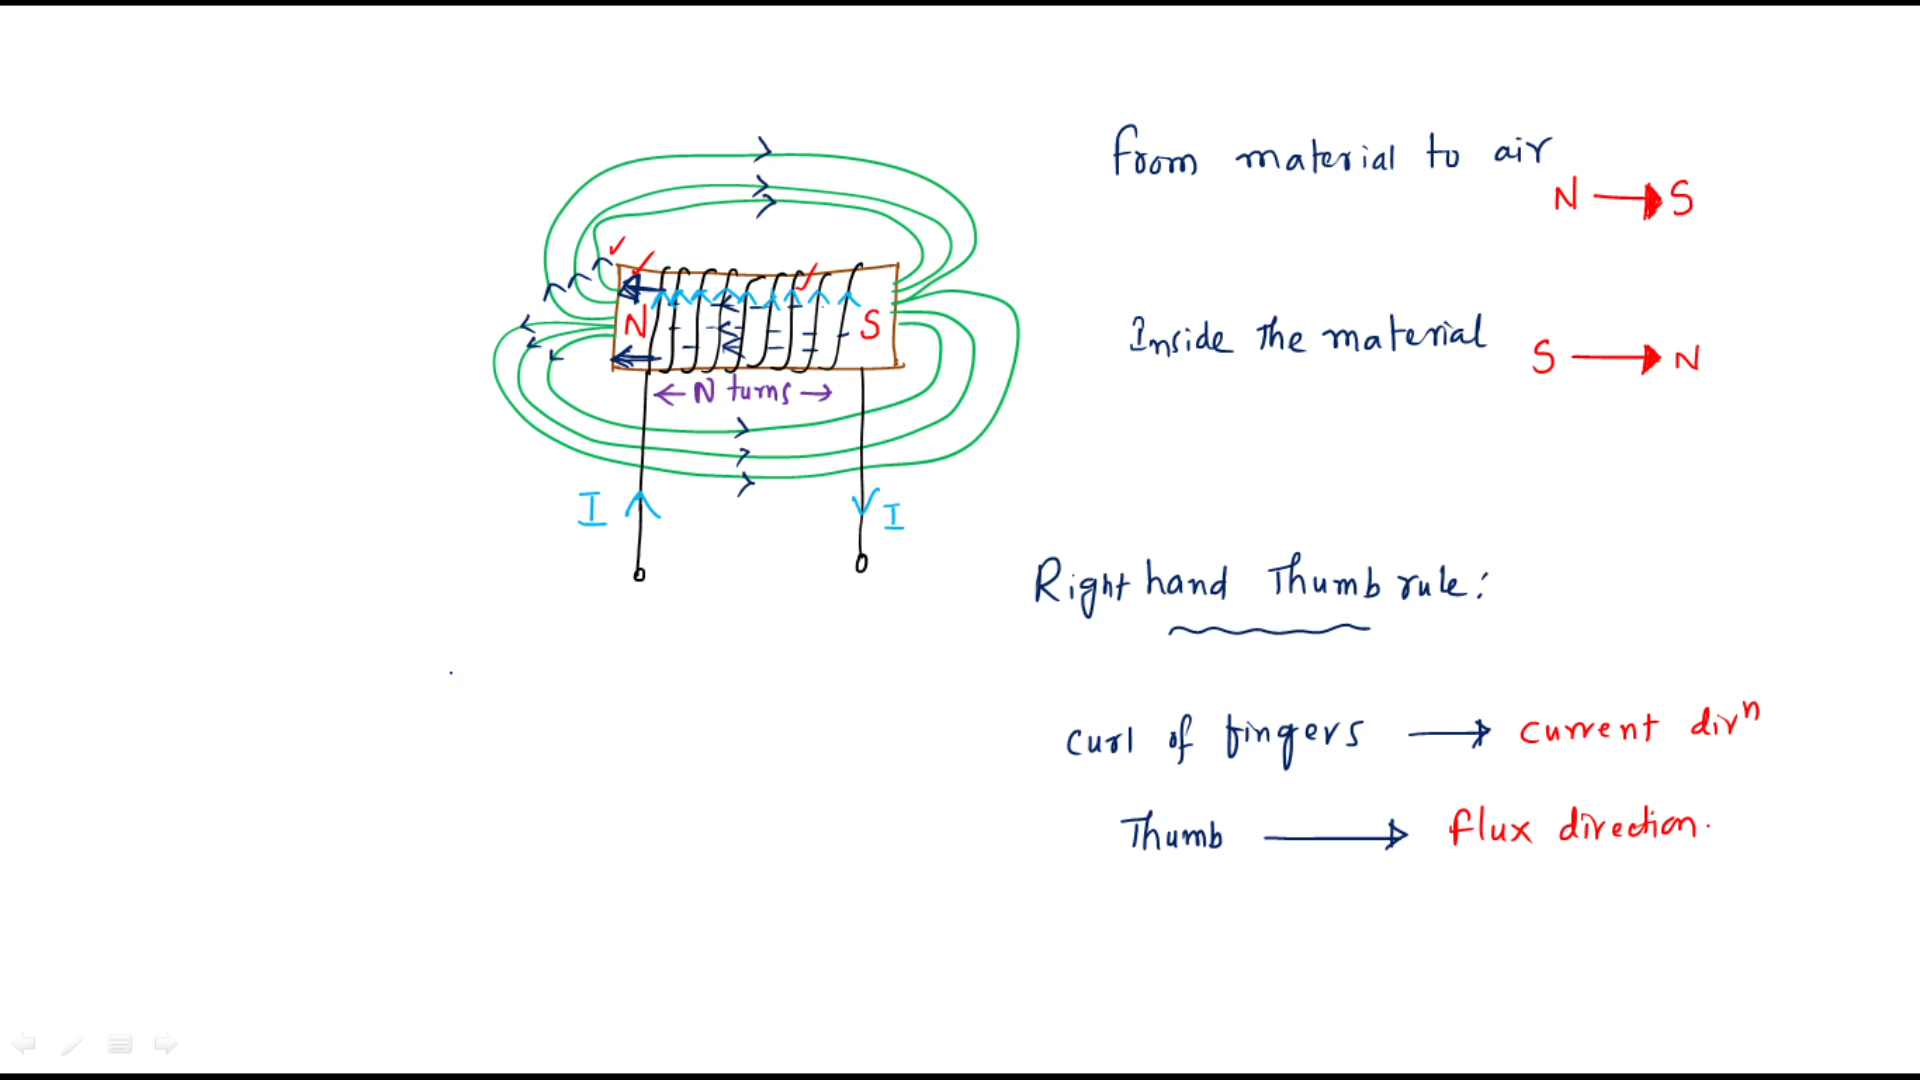 from material to air
N → S
N S
Inside the material
S → N
← N turns →
I I
Right hand Thumb rule:
curl of fingers → current dirⁿ
Thumb → flux direction.